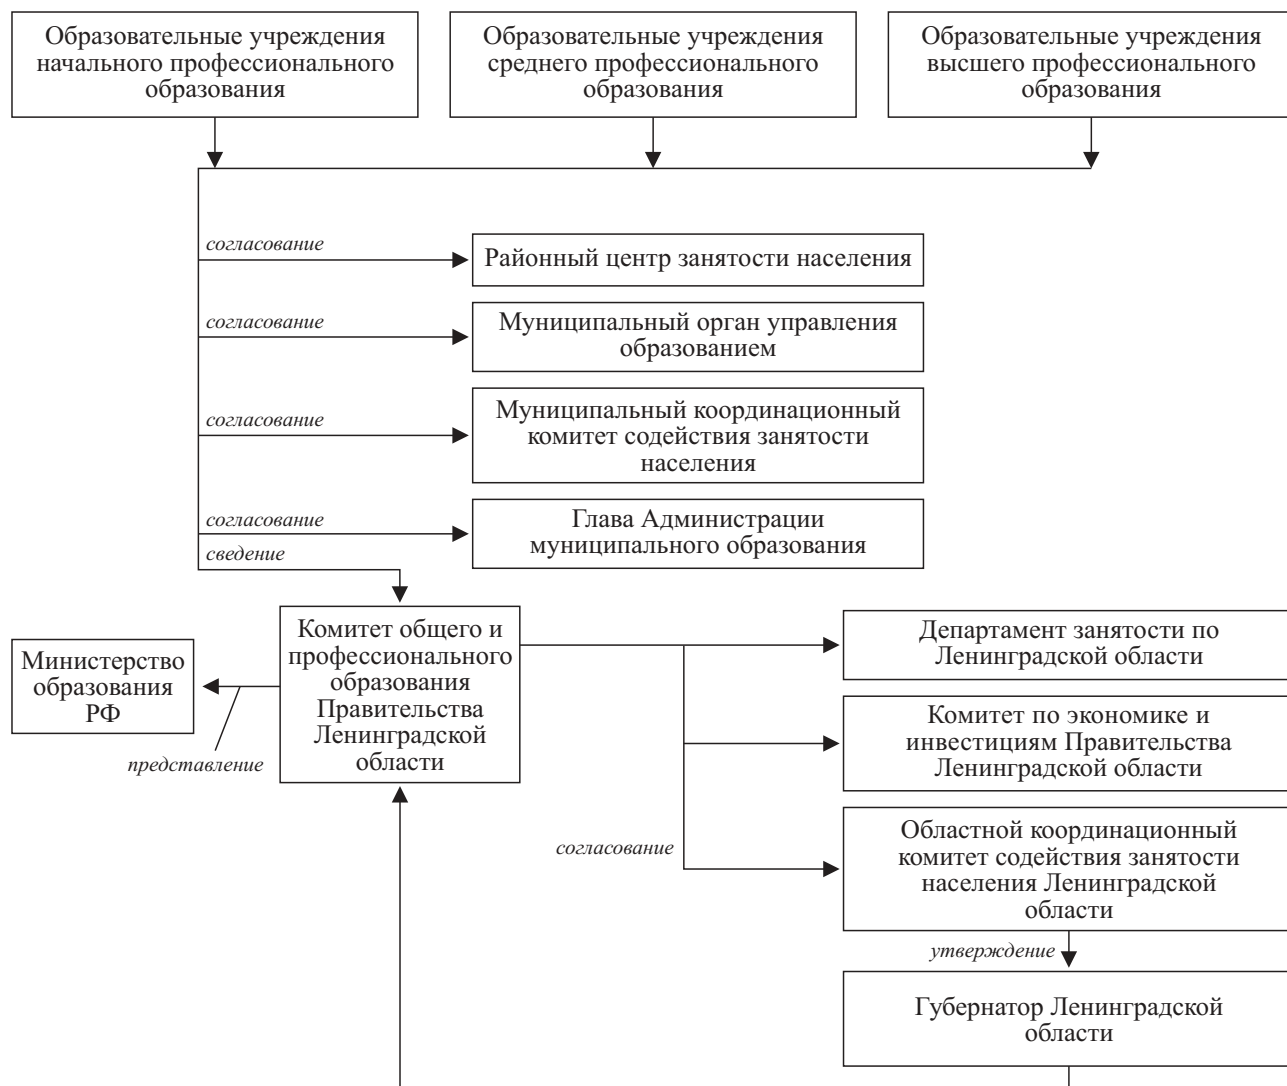 Образовательные учреждения
начального профессионального
образования
Образовательные учреждения
среднего профессионального
образования
Образовательные учреждения
высшего профессионального
образования
согласование
Районный центр занятости населения
согласование
Муниципальный орган управления
образованием
согласование
Муниципальный координационный
комитет содействия занятости
населения
согласование
Глава Администрации
муниципального образования
сведение
Комитет общего и
профессионального
образования
Правительства
Ленинградской
области
Министерство
образования
РФ
представление
Департамент занятости по
Ленинградской области
Комитет по экономике и
инвестициям Правительства
Ленинградской области
согласование
Областной координационный
комитет содействия занятости
населения Ленинградской
области
утверждение
Губернатор Ленинградской
области